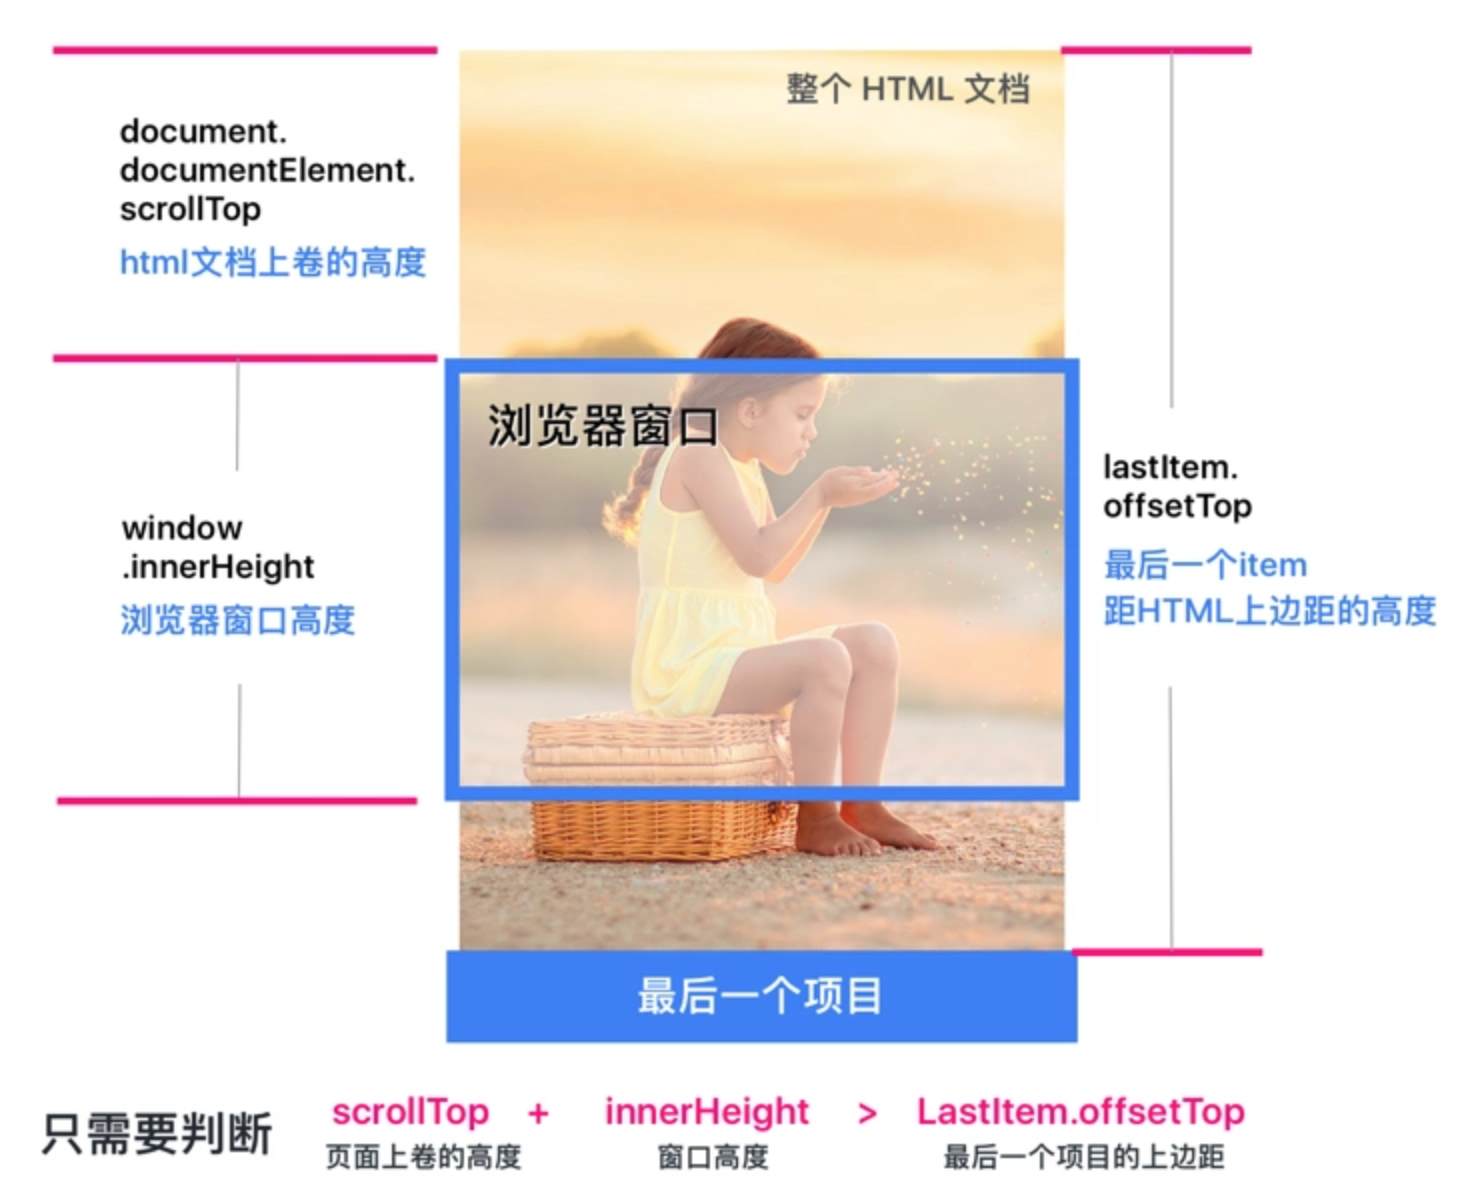 整个 HTML 文档
document.
documentElement.
scrollTop
html文档上卷的高度
浏览器窗口
window
.innerHeight
浏览器窗口高度
lastItem.
offsetTop
最后一个item
距HTML上边距的高度
最后一个项目
只需要判断
scrollTop + innerHeight > LastItem.offsetTop
页面上卷的高度 窗口高度 最后一个项目的上边距